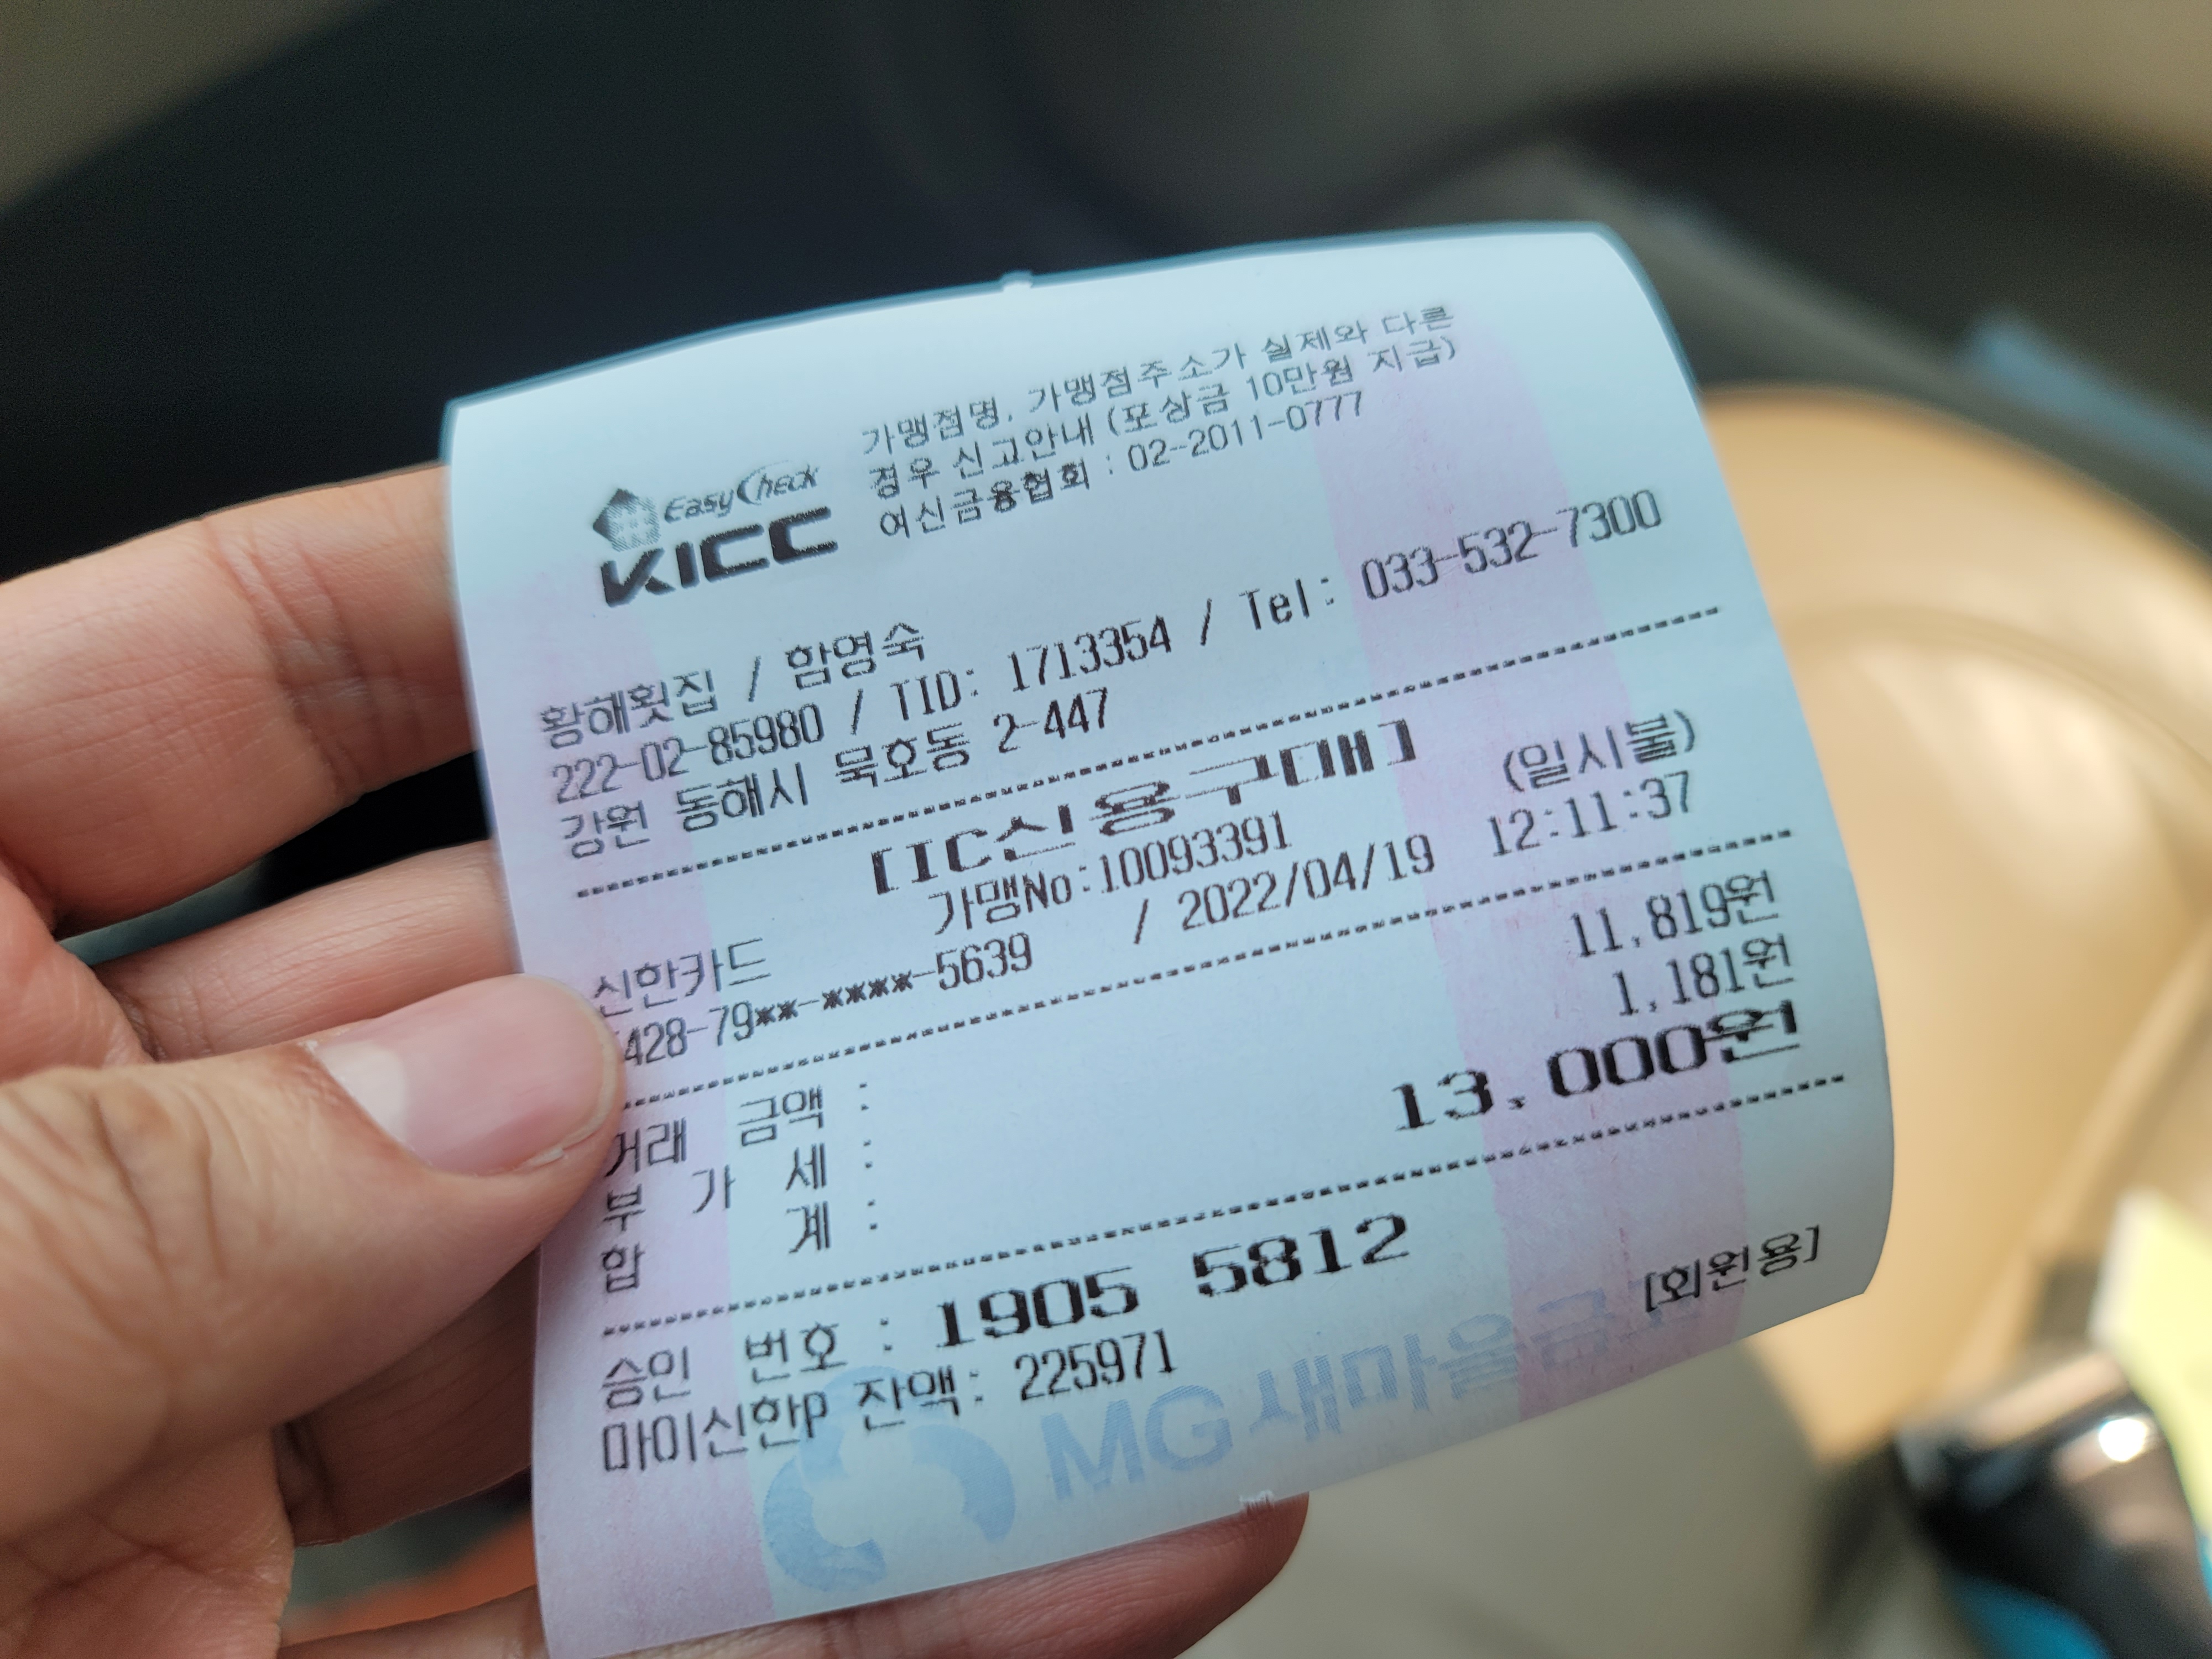 가맹점명, 가맹점주소가 실제와 다른
경우 신고안내 (포상금 10만원 지급)
여신금융협회 : 02-2011-0777
EasyCheck
KICC
황해횟집 / 함영숙
222-02-85980 / TID: 1713354 / Tel: 033-532-7300
강원 동해시 묵호동 2-447
[IC신용구매]
가맹No:10093391 (일시불)
신한카드 / 2022/04/19 12:11:37
428-79**-****-5639
거래 금액 : 11,819원
부 가 세 : 1,181원
합 계 : 13,000원
승인 번호 : 1905 5812
마이신한P 잔액: 225971
[회원용]
MG새마을금